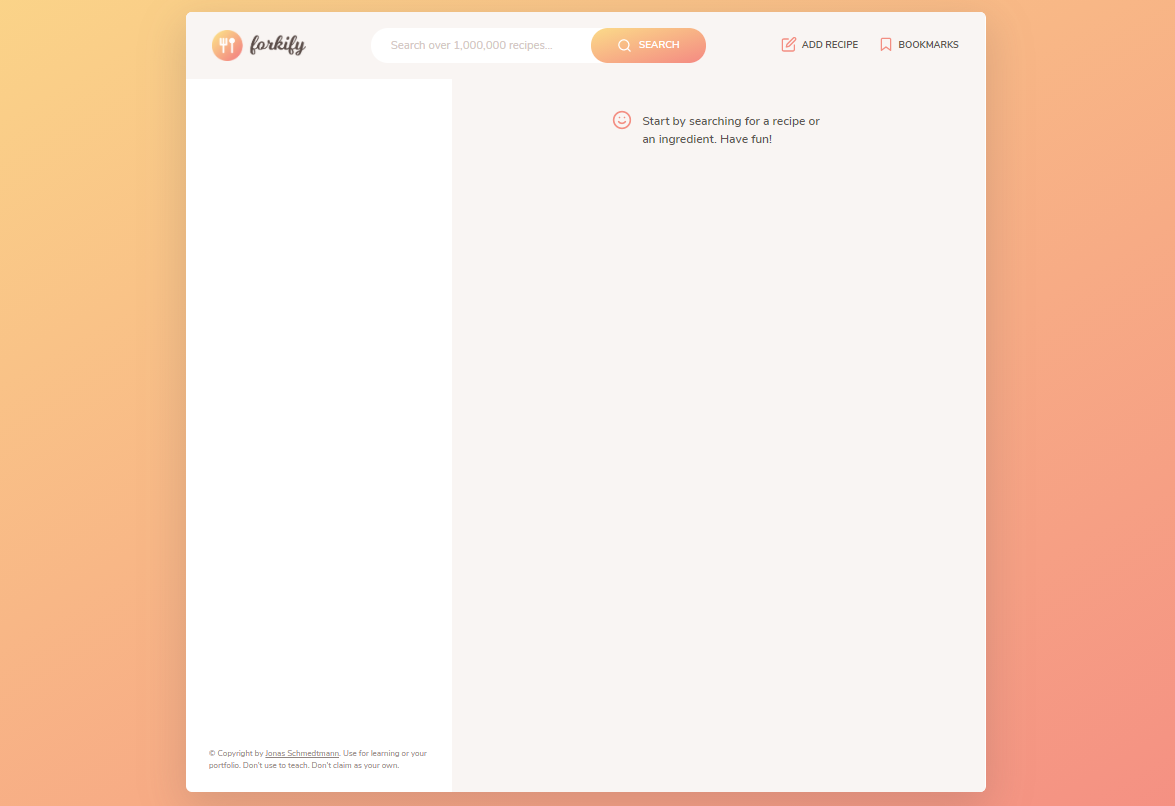 forkify
Search over 1,000,000 recipes...
SEARCH
ADD RECIPE
BOOKMARKS
Start by searching for a recipe or
an ingredient. Have fun!
© Copyright by Jonas Schmedtmann. Use for learning or your
portfolio. Don't use to teach. Don't claim as your own.